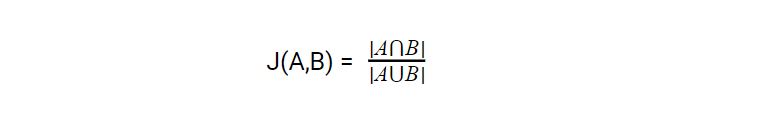 J(A,B) = |A∩B| / |A∪B|